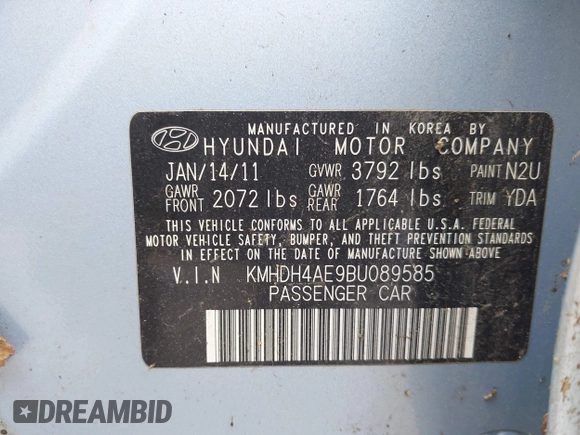 MANUFACTURED IN KOREA BY
HYUNDAI MOTOR COMPANY
JAN/14/11 GVWR 3792 lbs PAINT N2U
GAWR FRONT 2072 lbs GAWR REAR 1764 lbs TRIM YDA
THIS VEHICLE CONFORMS TO ALL APPLICABLE U.S.A. FEDERAL
MOTOR VEHICLE SAFETY, BUMPER, AND THEFT PREVENTION STANDARDS
IN EFFECT ON THE DATE OF MANUFACTURE SHOWN ABOVE
V.I.N KMHDH4AE9BU089585
PASSENGER CAR
DREAMBID